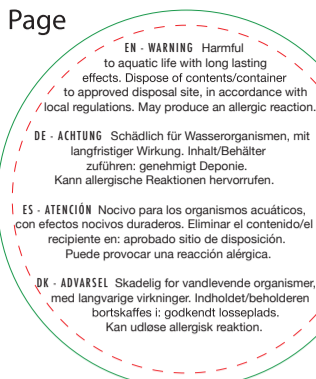 Page
EN - WARNING Harmful
to aquatic life with long lasting
effects. Dispose of contents/container
to approved disposal site, in accordance with
local regulations. May produce an allergic reaction.
DE - ACHTUNG Schädlich für Wasserorganismen, mit
langfristiger Wirkung. Inhalt/Behälter
zuführen: genehmigt Deponie.
Kann allergische Reaktionen hervorrufen.
ES - ATENCIÓN Nocivo para los organismos acuáticos,
con efectos nocivos duraderos. Eliminar el contenido/el
recipiente en: aprobado sitio de disposición.
Puede provocar una reacción alérgica.
DK - ADVARSEL Skadelig for vandlevende organismer,
med langvarige virkninger. Indholdet/beholderen
bortskaffes i: godkendt losseplads.
Kan udløse allergisk reaktion.